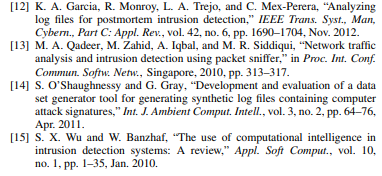 [12] K. A. Garcia, R. Monroy, L. A. Trejo, and C. Mex-Perera, “Analyzing
log files for postmortem intrusion detection,” IEEE Trans. Syst., Man,
Cybern., Part C: Appl. Rev., vol. 42, no. 6, pp. 1690–1704, Nov. 2012.
[13] M. A. Qadeer, M. Zahid, A. Iqbal, and M. R. Siddiqui, “Network traffic
analysis and intrusion detection using packet sniffer,” in Proc. Int. Conf.
Commun. Softw. Netw., Singapore, 2010, pp. 313–317.
[14] S. O’Shaughnessy and G. Gray, “Development and evaluation of a data
set generator tool for generating synthetic log files containing computer
attack signatures,” Int. J. Ambient Comput. Intell., vol. 3, no. 2, pp. 64–76,
Apr. 2011.
[15] S. X. Wu and W. Banzhaf, “The use of computational intelligence in
intrusion detection systems: A review,” Appl. Soft Comput., vol. 10,
no. 1, pp. 1–35, Jan. 2010.